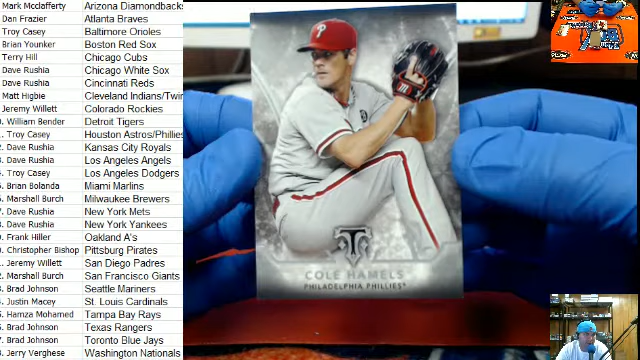 Mark Mcclafferty Arizona Diamondbacks
Dan Frazier Atlanta Braves
Troy Casey Baltimore Orioles
Brian Younker Boston Red Sox
Terry Hill Chicago Cubs
Dave Rushia Chicago White Sox
Dave Rushia Cincinnati Reds
Matt Higbie Cleveland Indians/Twin
Jeremy Willett Colorado Rockies
William Bender Detroit Tigers
Troy Casey Houston Astros/Phillies
Dave Rushia Kansas City Royals
Dave Rushia Los Angeles Angels
Troy Casey Los Angeles Dodgers
Brian Bolanda Miami Marlins
Marshall Burch Milwaukee Brewers
Dave Rushia New York Mets
Dave Rushia New York Yankees
Frank Hiller Oakland A's
Christopher Bishop Pittsburg Pirates
Jeremy Willett San Diego Padres
Marshall Burch San Francisco Giants
Brad Johnson Seattle Mariners
Justin Macey St. Louis Cardinals
Hamza Mohamed Tampa Bay Rays
Brad Johnson Texas Rangers
Brad Johnson Toronto Blue Jays
Jerry Verghese Washington Nationals
COLE HAMELS
PHILADELPHIA PHILLIES